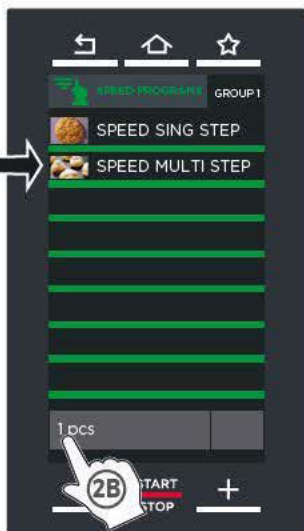 SPEED PROGRAMS GROUP 1
SPEED SING STEP
SPEED MULTI STEP
1 pcs
2B
START
STOP
+